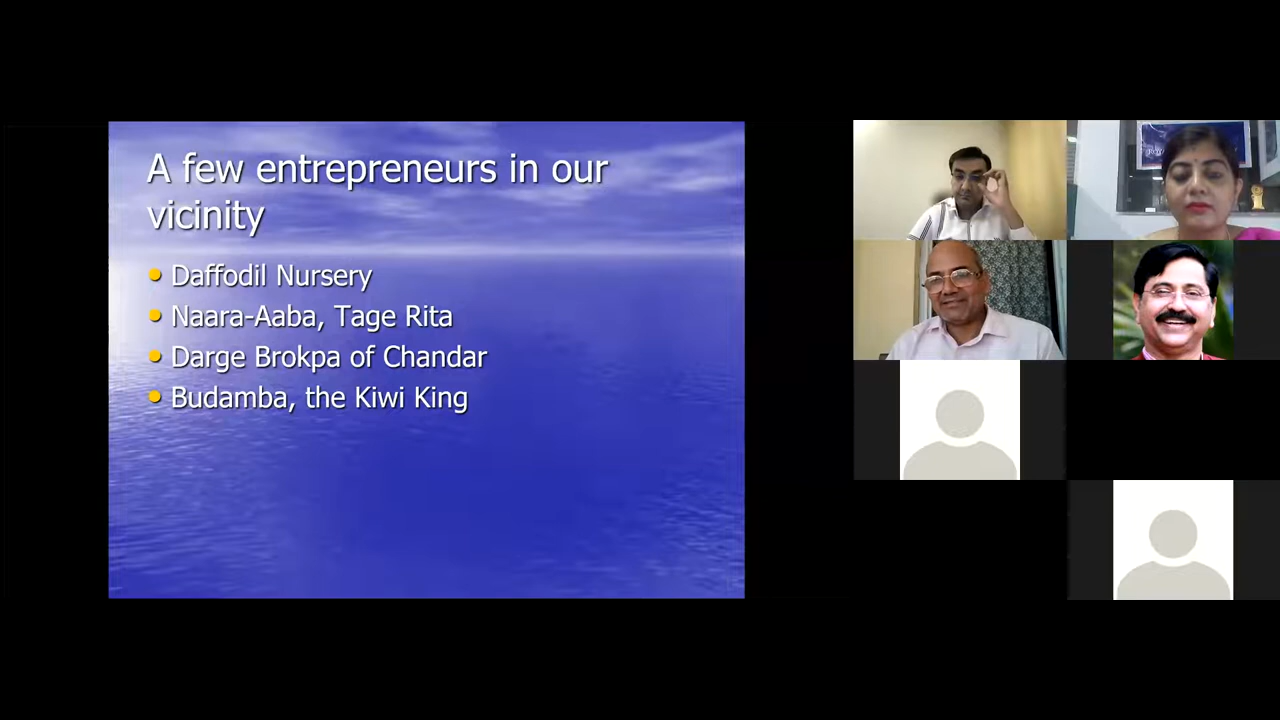 A few entrepreneurs in our
vicinity
• Daffodil Nursery
• Naara-Aaba, Tage Rita
• Darge Brokpa of Chandar
• Budamba, the Kiwi King